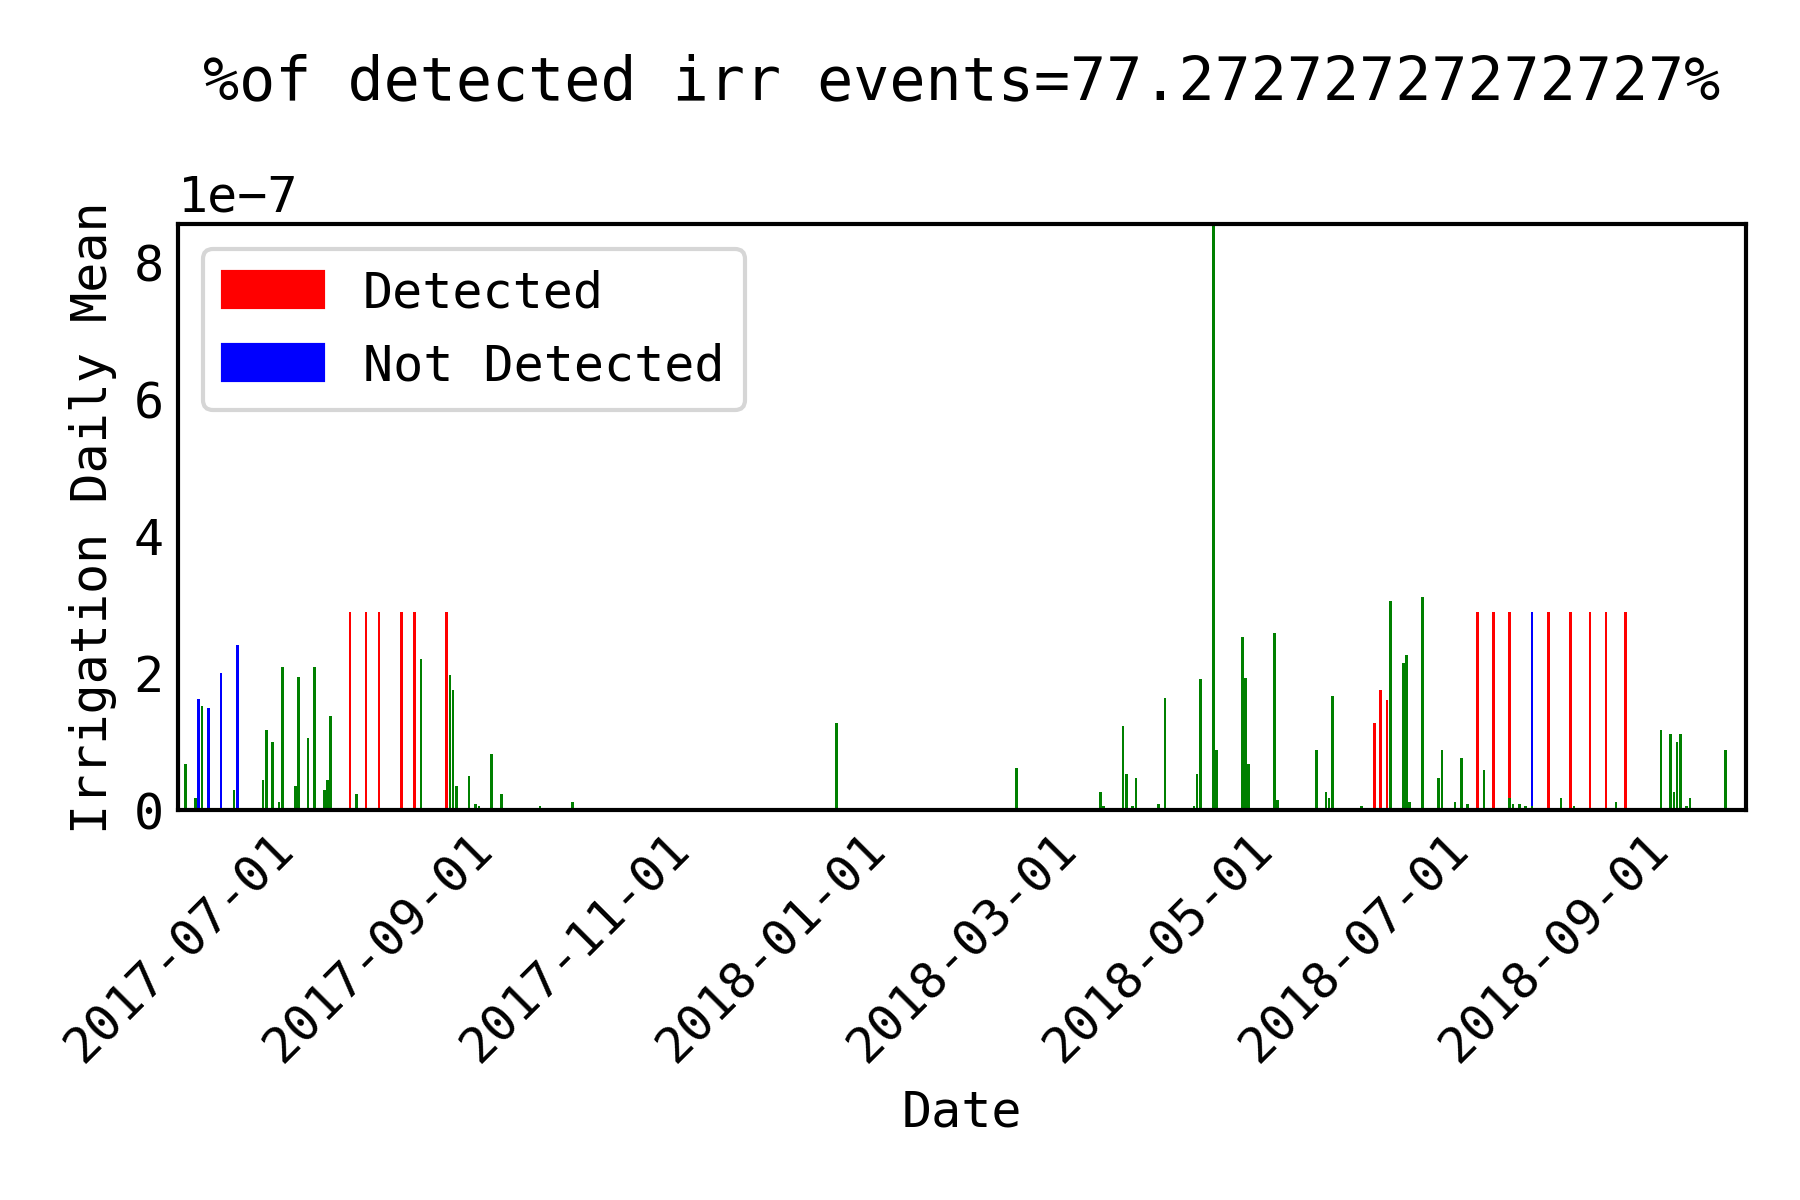 %of detected irr events=77.27272727272727%
1e−7
Irrigation Daily Mean
8
6
4
2
0
Detected
Not Detected
2017-07-01
2017-09-01
2017-11-01
2018-01-01
2018-03-01
2018-05-01
2018-07-01
2018-09-01
Date